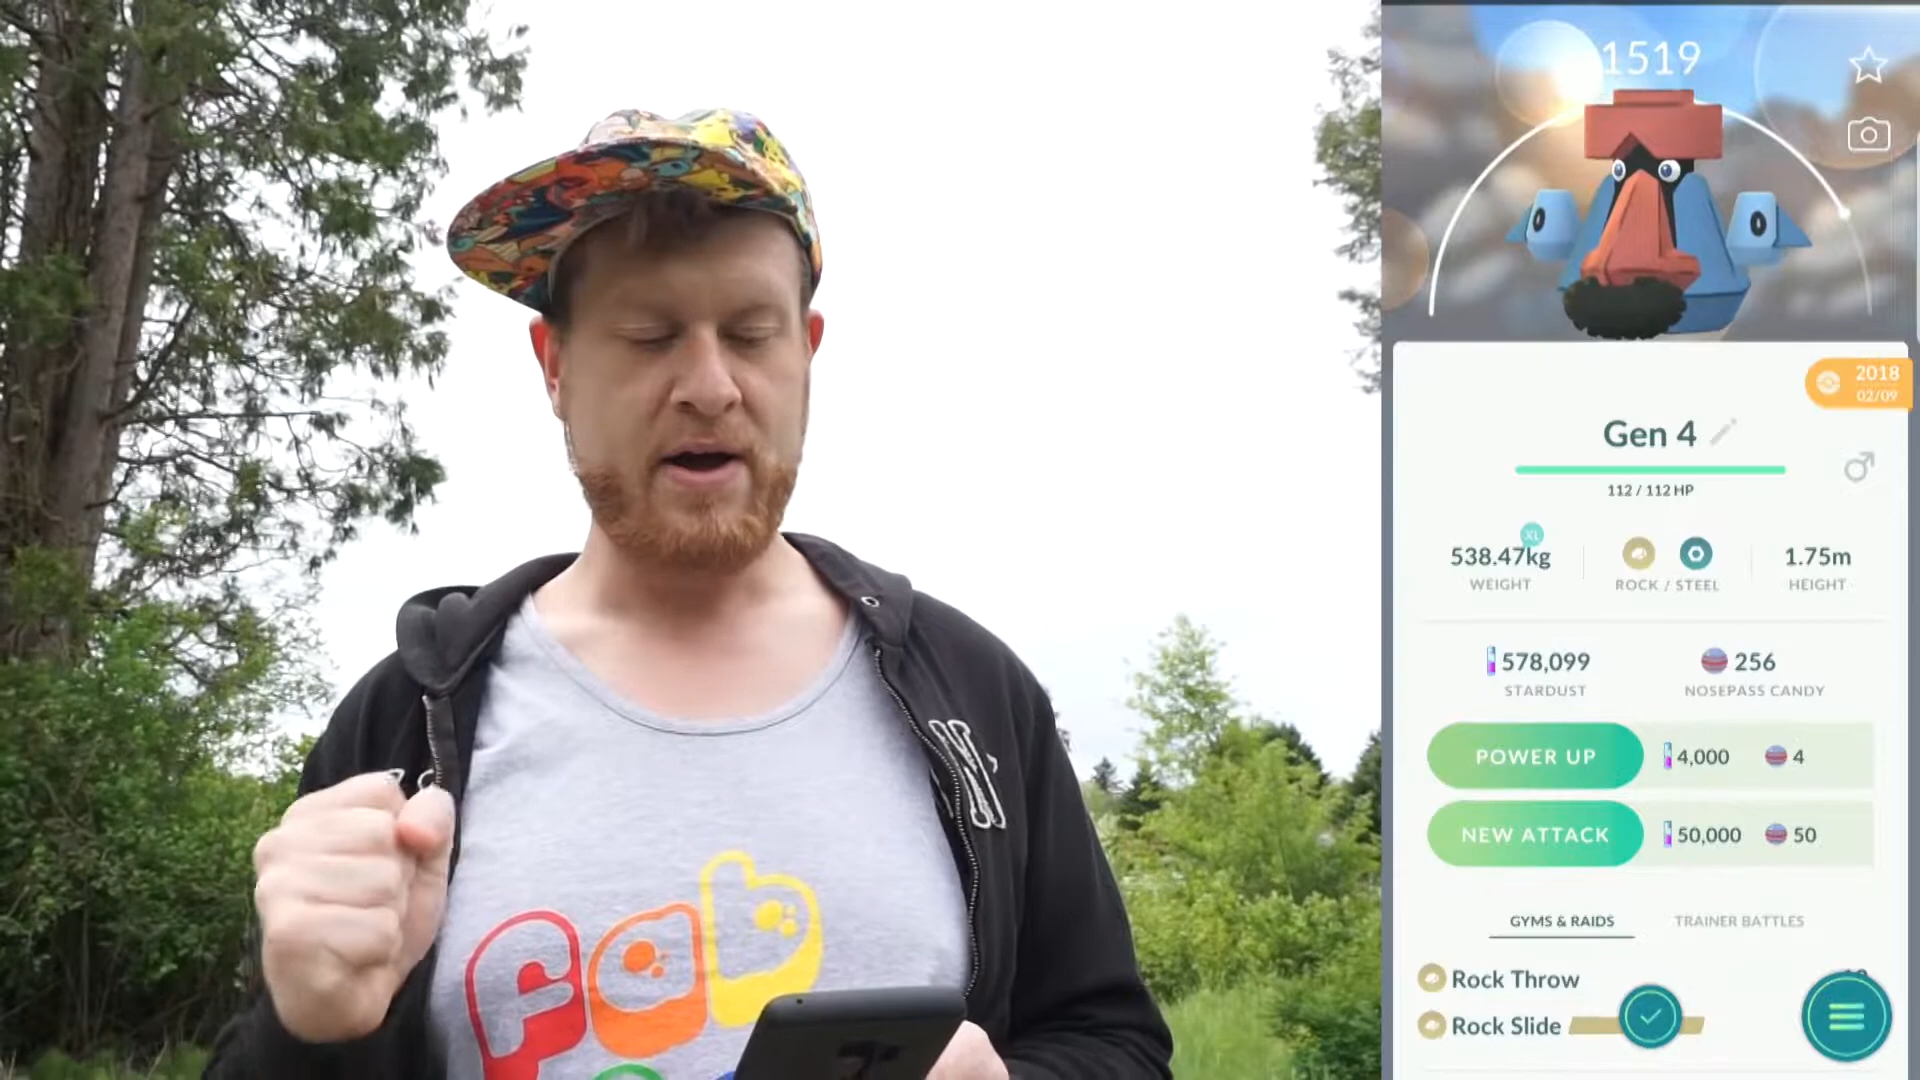 1519
2018
02/09
Gen 4
112 / 112 HP
XL
538.47kg
WEIGHT
ROCK / STEEL
1.75m
HEIGHT
578,099
STARDUST
256
NOSEPASS CANDY
POWER UP
4,000
4
NEW ATTACK
50,000
50
GYMS & RAIDS
TRAINER BATTLES
Rock Throw
Rock Slide
Fab